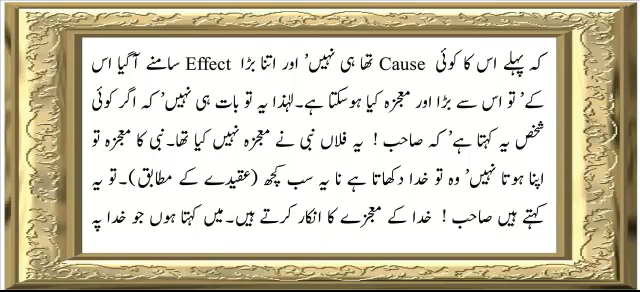 کہ پہلے اس کا کوئی Cause تھا ہی نہیں’ اور اتنا بڑا Effect سامنے آگیا اس
کے’ تو اس سے بڑا اور معجزہ کیا ہوسکتا ہے۔لہٰذا یہ تو بات ہی نہیں’ کہ اگر کوئی
شخص یہ کہتا ہے’ کہ صاحب ! یہ فلاں نبی نے معجزہ نہیں کیا تھا۔نبی کا معجزہ تو
اپنا ہوتا نہیں’ وہ تو خدا دکھاتا ہے نا یہ سب کچھ (عقیدے کے مطابق)۔تو یہ
کہتے ہیں صاحب ! خدا کے معجزے کا انکار کرتے ہیں۔میں کہتا ہوں جو خدا پہ